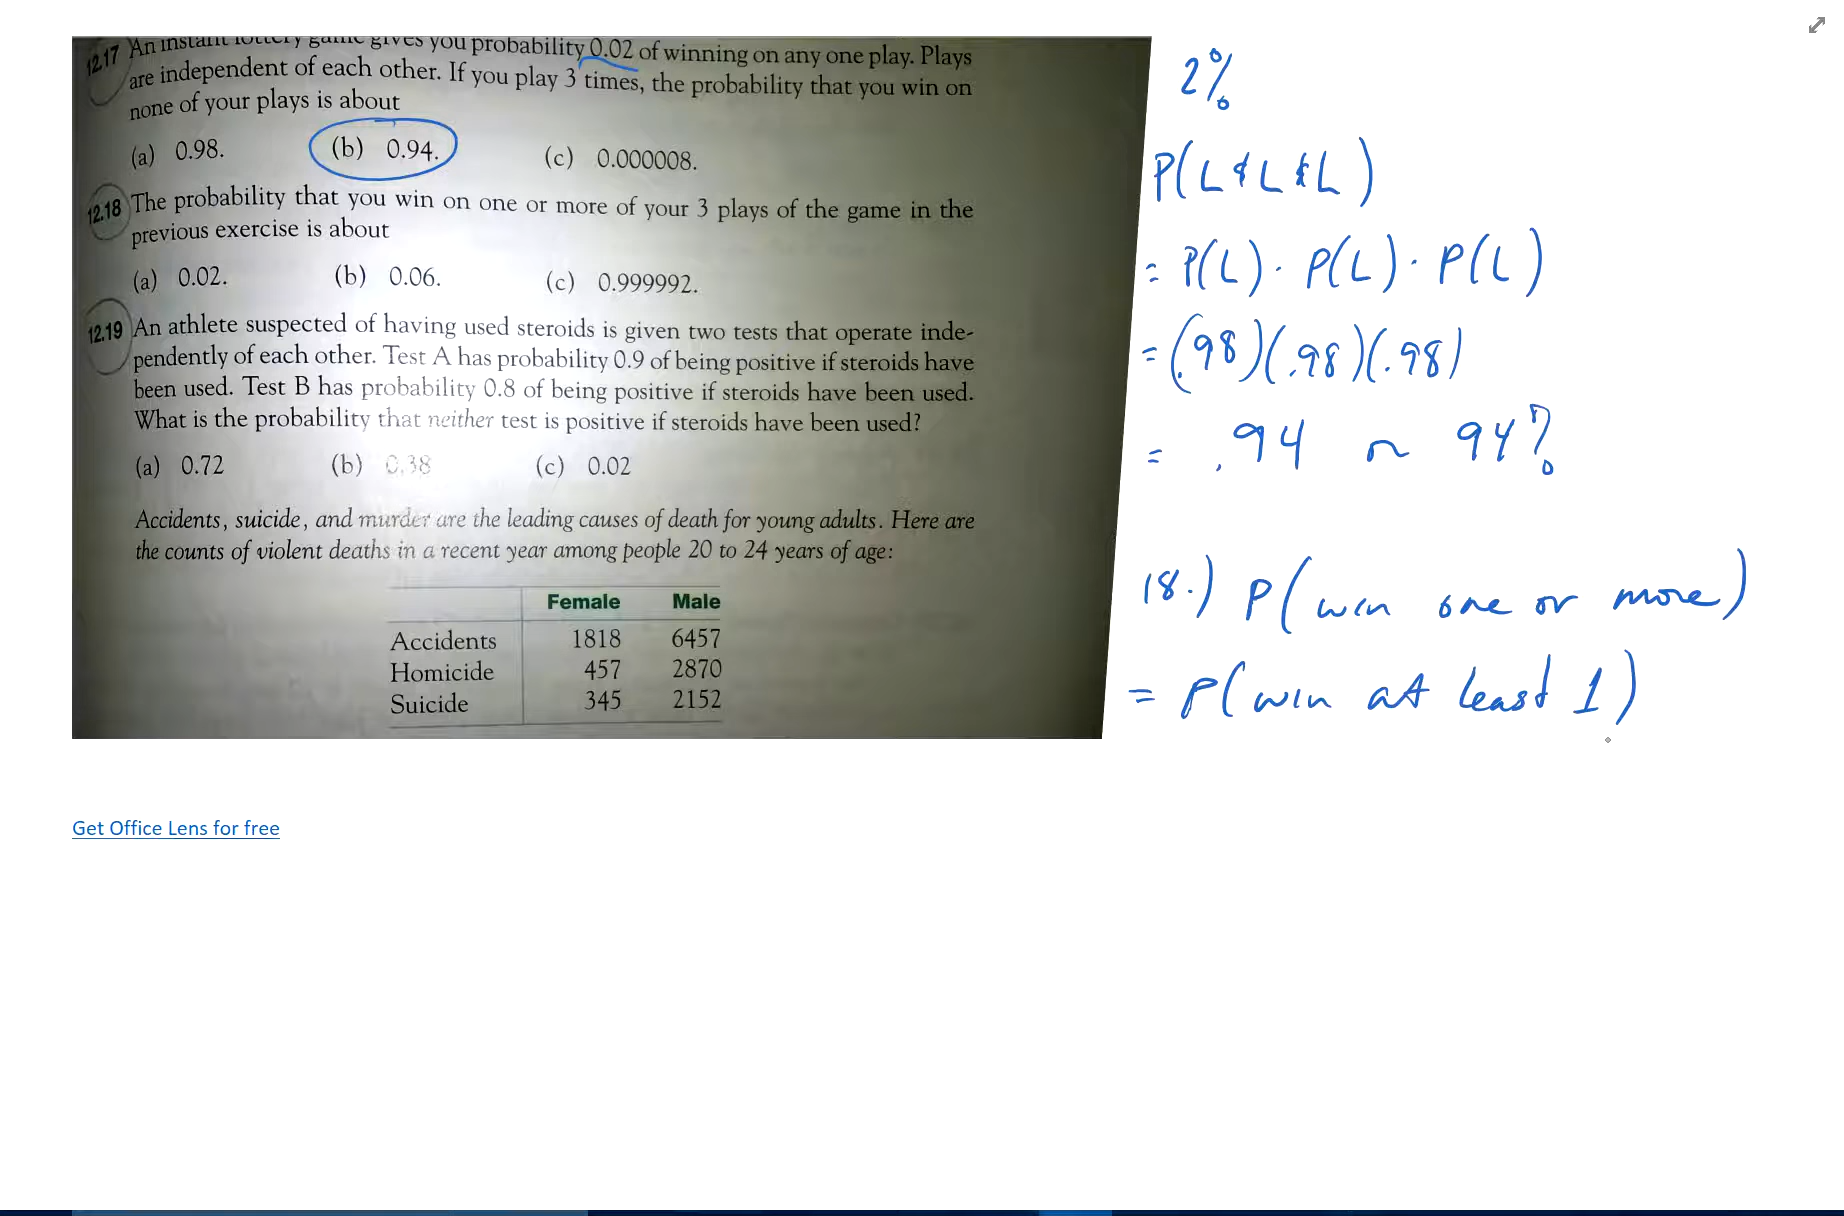 12.17 An instant lottery game gives you probability 0.02 of winning on any one play. Plays
are independent of each other. If you play 3 times, the probability that you win on
none of your plays is about
(a) 0.98. (b) 0.94. (c) 0.000008.
12.18 The probability that you win on one or more of your 3 plays of the game in the
previous exercise is about
(a) 0.02. (b) 0.06. (c) 0.999992.
12.19 An athlete suspected of having used steroids is given two tests that operate inde-
pendently of each other. Test A has probability 0.9 of being positive if steroids have
been used. Test B has probability 0.8 of being positive if steroids have been used.
What is the probability that neither test is positive if steroids have been used?
(a) 0.72 (b) 0.38 (c) 0.02
Accidents, suicide, and murder are the leading causes of death for young adults. Here are
the counts of violent deaths in a recent year among people 20 to 24 years of age:
Female Male
Accidents 1818 6457
Homicide 457 2870
Suicide 345 2152
2%
P(L & L & L)
= P(L) · P(L) · P(L)
= (.98)(.98)(.98)
= .94 or 94%
18.) P(win one or more)
= P(win at least 1)
Get Office Lens for free